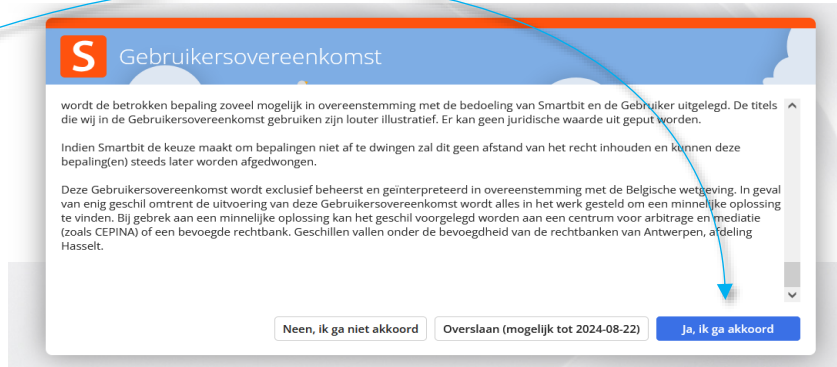 S
Gebruikersovereenkomst
wordt de betrokken bepaling zoveel mogelijk in overeenstemming met de bedoeling van Smartbit en de Gebruiker uitgelegd. De titels
die wij in de Gebruikersovereenkomst gebruiken zijn louter illustratief. Er kan geen juridische waarde uit geput worden.
Indien Smartbit de keuze maakt om bepalingen niet af te dwingen zal dit geen afstand van het recht inhouden en kunnen deze
bepaling(en) steeds later worden afgedwongen.
Deze Gebruikersovereenkomst wordt exclusief beheerst en geïnterpreteerd in overeenstemming met de Belgische wetgeving. In geval
van enig geschil omtrent de uitvoering van deze Gebruikersovereenkomst wordt alles in het werk gesteld om een minnelijke oplossing
te vinden. Bij gebrek aan een minnelijke oplossing kan het geschil voorgelegd worden aan een centrum voor arbitrage en mediatie
(zoals CEPINA) of een bevoegde rechtbank. Geschillen vallen onder de bevoegdheid van de rechtbanken van Antwerpen, afdeling
Hasselt.
Neen, ik ga niet akkoord
Overslaan (mogelijk tot 2024-08-22)
Ja, ik ga akkoord